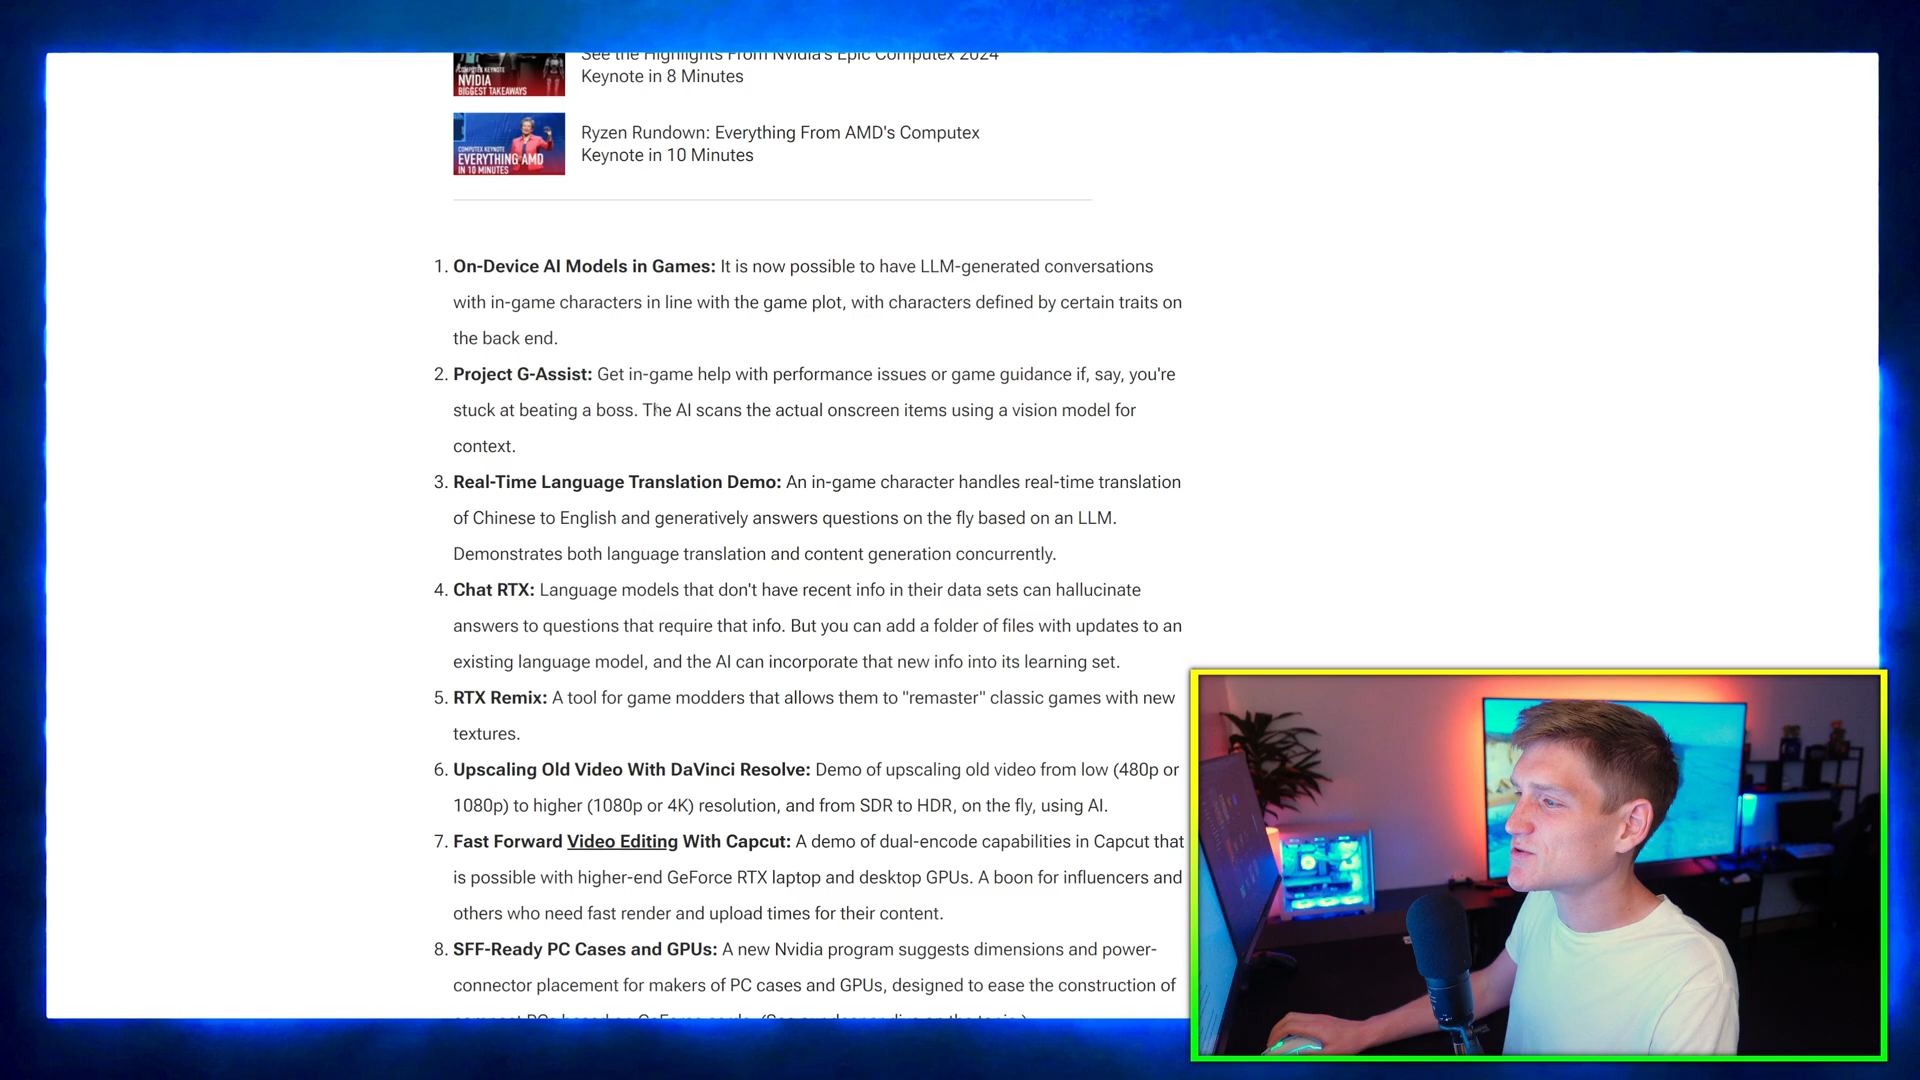 See the Highlights From Nvidia's Epic Computex 2024
Keynote in 8 Minutes
COMPUTEX KEYNOTE
NVIDIA
BIGGEST TAKEAWAYS
Ryzen Rundown: Everything From AMD's Computex
Keynote in 10 Minutes
COMPUTEX KEYNOTE
EVERYTHING AMD
IN 10 MINUTES
1. On-Device AI Models in Games: It is now possible to have LLM-generated conversations
with in-game characters in line with the game plot, with characters defined by certain traits on
the back end.
2. Project G-Assist: Get in-game help with performance issues or game guidance if, say, you're
stuck at beating a boss. The AI scans the actual onscreen items using a vision model for
context.
3. Real-Time Language Translation Demo: An in-game character handles real-time translation
of Chinese to English and generatively answers questions on the fly based on an LLM.
Demonstrates both language translation and content generation concurrently.
4. Chat RTX: Language models that don't have recent info in their data sets can hallucinate
answers to questions that require that info. But you can add a folder of files with updates to an
existing language model, and the AI can incorporate that new info into its learning set.
5. RTX Remix: A tool for game modders that allows them to "remaster" classic games with new
textures.
6. Upscaling Old Video With DaVinci Resolve: Demo of upscaling old video from low (480p or
1080p) to higher (1080p or 4K) resolution, and from SDR to HDR, on the fly, using AI.
7. Fast Forward Video Editing With Capcut: A demo of dual-encode capabilities in Capcut that
is possible with higher-end GeForce RTX laptop and desktop GPUs. A boon for influencers and
others who need fast render and upload times for their content.
8. SFF-Ready PC Cases and GPUs: A new Nvidia program suggests dimensions and power-
connector placement for makers of PC cases and GPUs, designed to ease the construction of